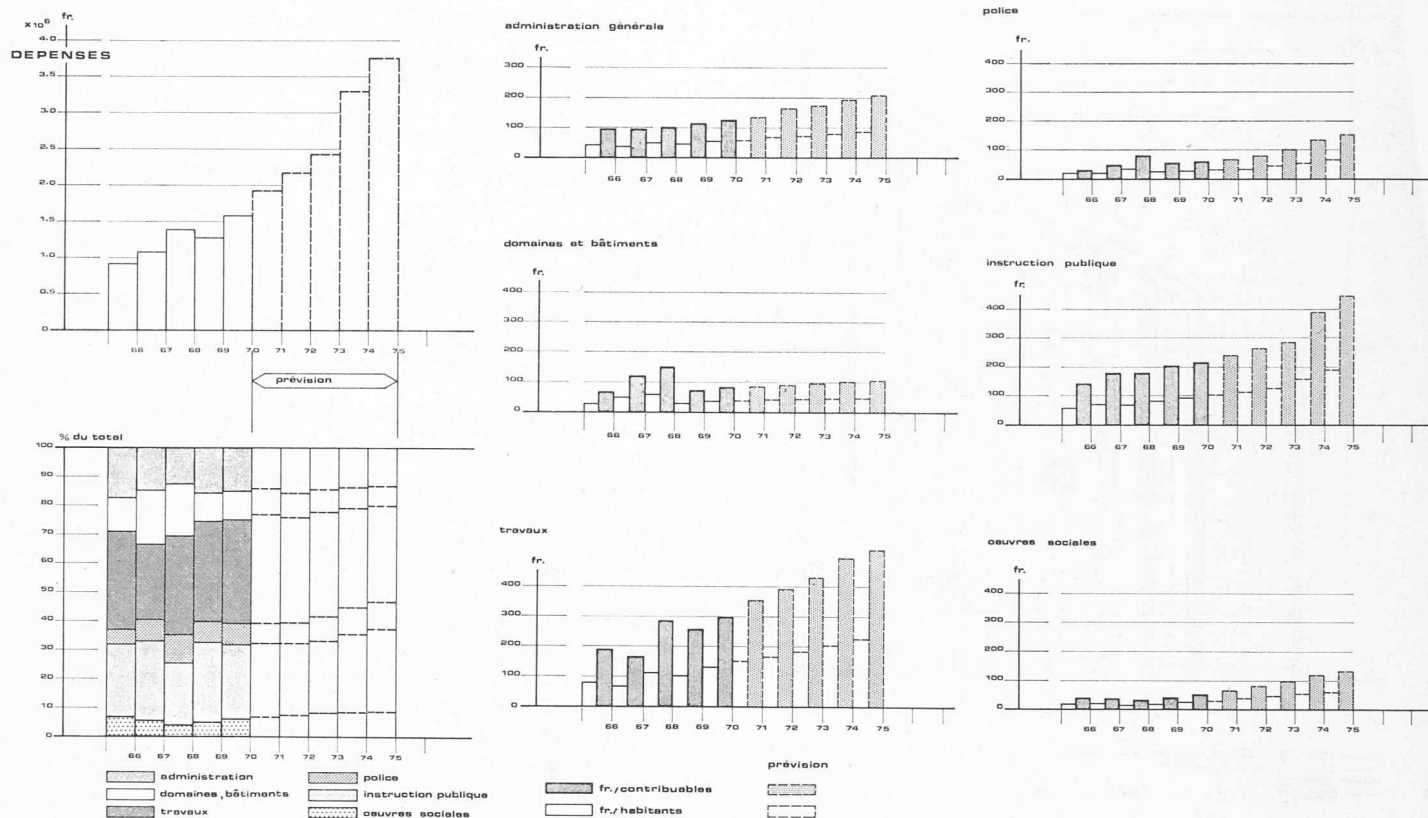 fr.
x10⁶
4.0
DEPENSES
3.5
3.0
2.5
2.0
1.5
1.0
0.5
0
66 67 68 69 70 71 72 73 74 75
prévision
% du total
100
90
80
70
60
50
40
30
20
10
0
66 67 68 69 70 71 72 73 74 75
administration
domaines, bâtiments
travaux
police
instruction publique
oeuvres sociales
administration générale
fr.
300
200
100
0
66 67 68 69 70 71 72 73 74 75
domaines et bâtiments
fr.
400
300
200
100
0
66 67 68 69 70 71 72 73 74 75
travaux
fr.
400
300
200
100
0
66 67 68 69 70 71 72 73 74 75
prévision
fr./contribuables
fr./habitants
police
fr.
400
300
200
100
0
66 67 68 69 70 71 72 73 74 75
instruction publique
fr.
400
300
200
100
0
66 67 68 69 70 71 72 73 74 75
oeuvres sociales
fr.
400
300
200
100
0
66 67 68 69 70 71 72 73 74 75